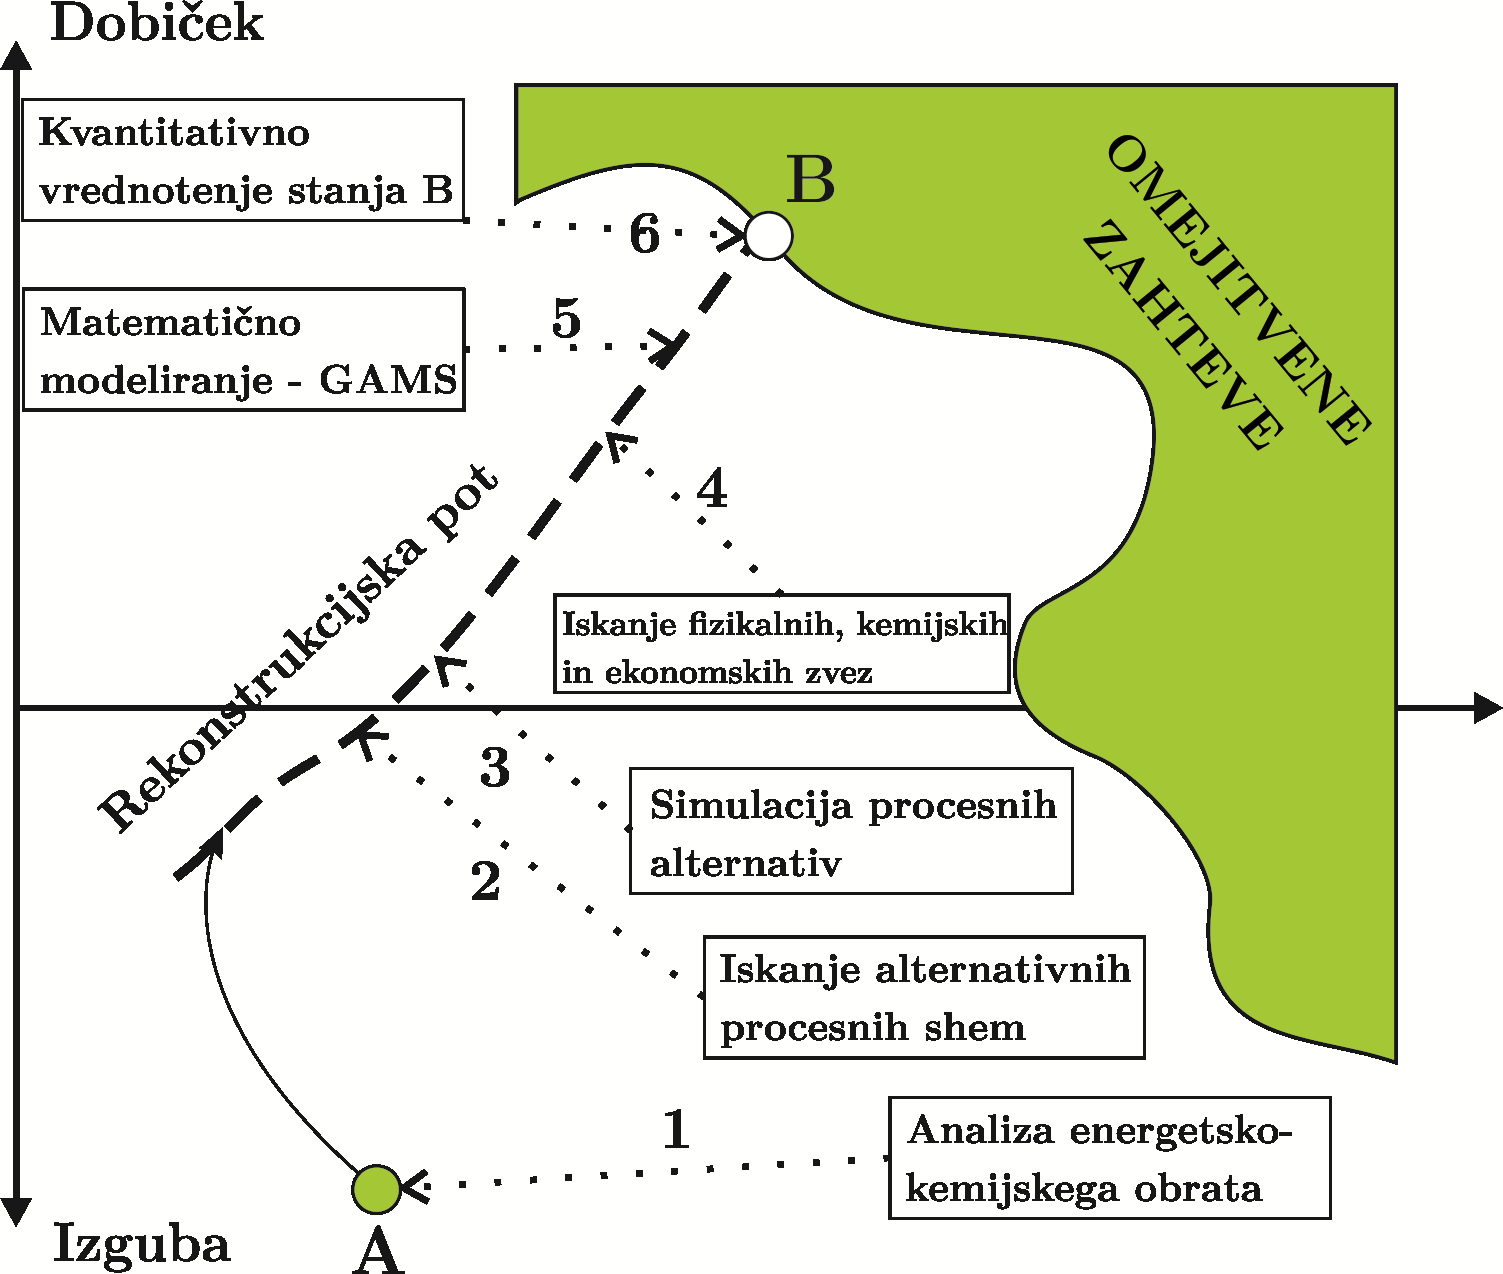 Dobiček
Kvantitativno
vrednotenje stanja B
6
B
OMEJITVENE
ZAHTEVE
Matematično
modeliranje - GAMS
5
4
Rekonstrukcijska pot
Iskanje fizikalnih, kemijskih
in ekonomskih zvez
3
Simulacija procesnih
alternativ
2
Iskanje alternativnih
procesnih shem
1
Analiza energetsko-
kemijskega obrata
Izguba
A